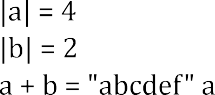 |a| = 4
|b| = 2
a + b = "abcdef" a